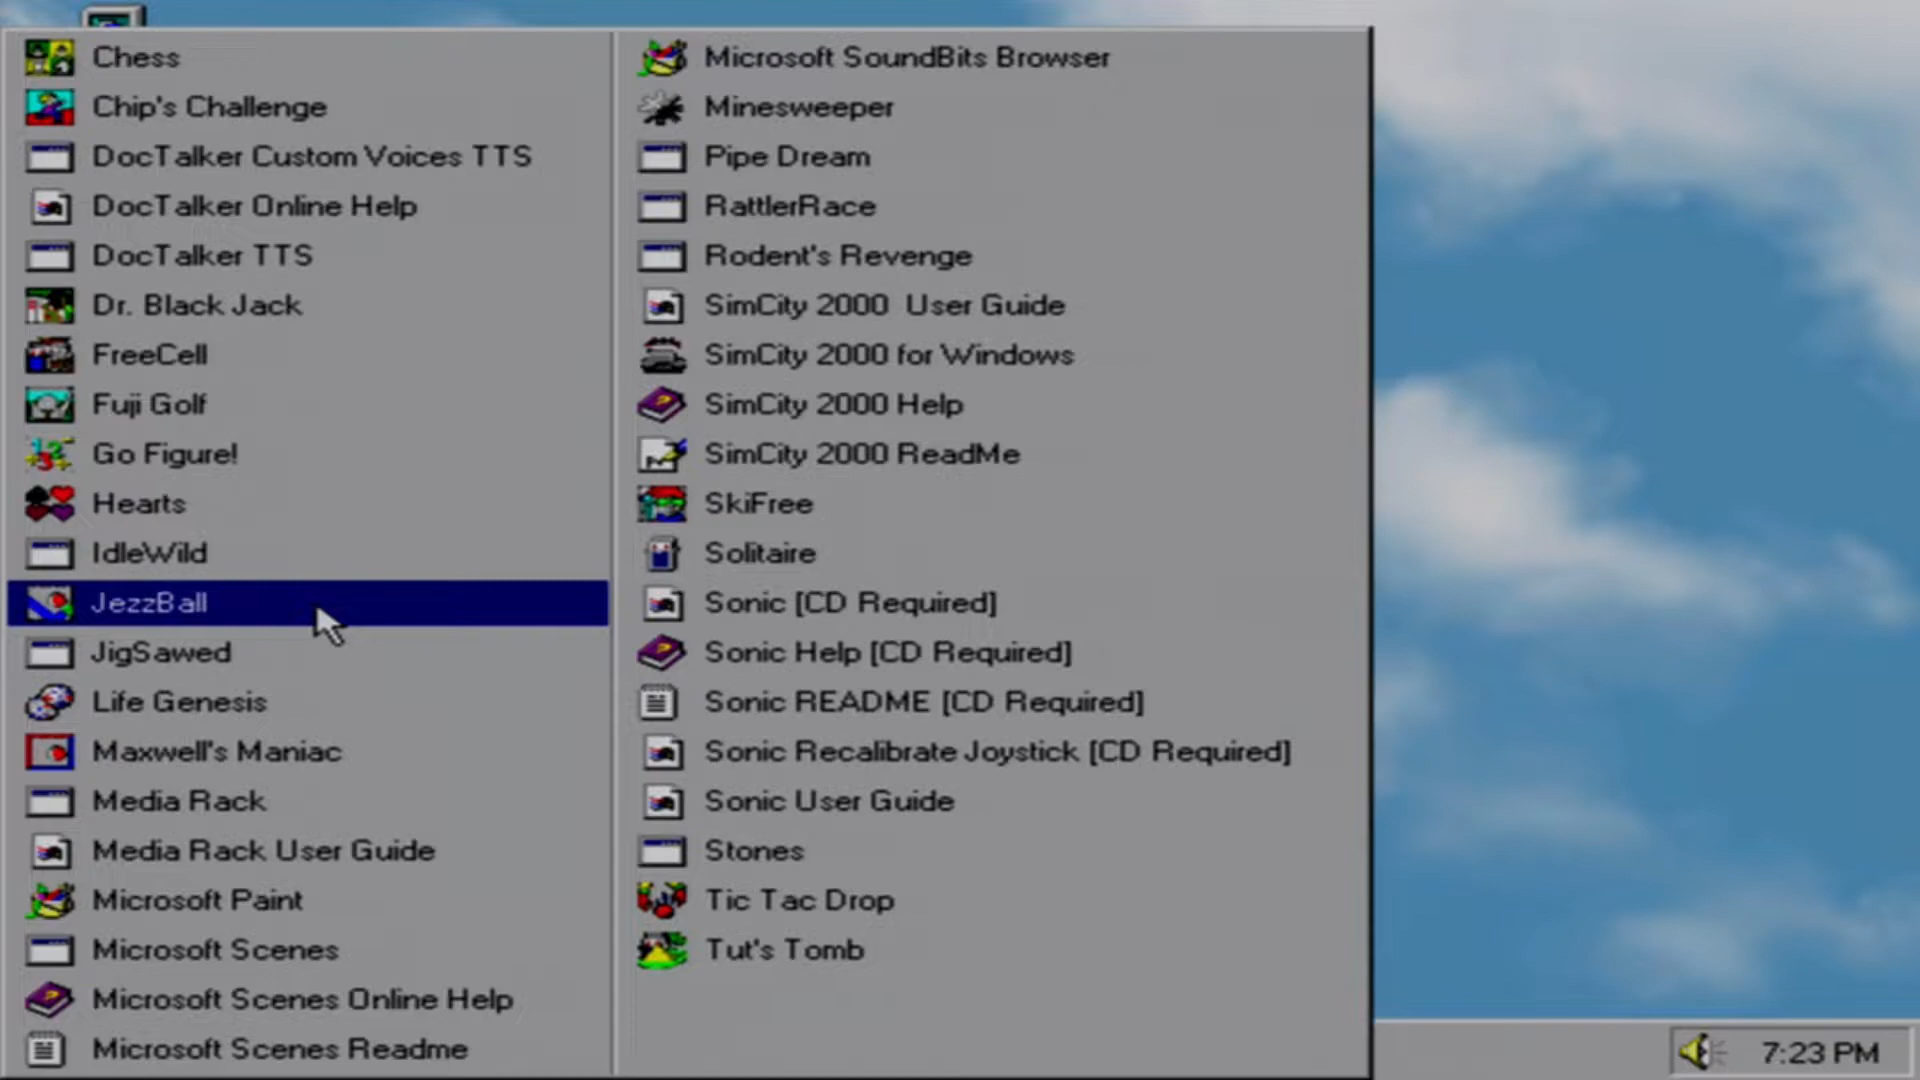 Chess
Chip's Challenge
DocTalker Custom Voices TTS
DocTalker Online Help
DocTalker TTS
Dr. Black Jack
FreeCell
Fuji Golf
Go Figure!
Hearts
IdleWild
JezzBall
JigSawed
Life Genesis
Maxwell's Maniac
Media Rack
Media Rack User Guide
Microsoft Paint
Microsoft Scenes
Microsoft Scenes Online Help
Microsoft Scenes Readme
Microsoft SoundBits Browser
Minesweeper
Pipe Dream
RattlerRace
Rodent's Revenge
SimCity 2000  User Guide
SimCity 2000 for Windows
SimCity 2000 Help
SimCity 2000 ReadMe
SkiFree
Solitaire
Sonic [CD Required]
Sonic Help [CD Required]
Sonic README [CD Required]
Sonic Recalibrate Joystick [CD Required]
Sonic User Guide
Stones
Tic Tac Drop
Tut's Tomb
7:23 PM